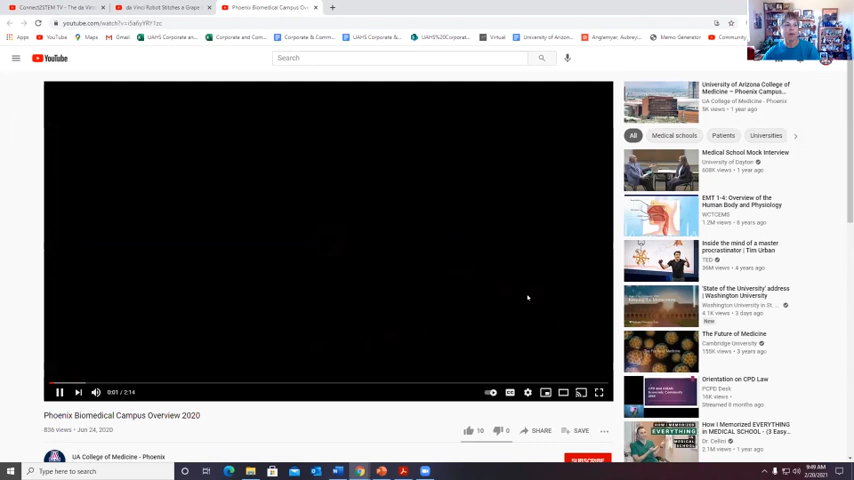 Connect2STEM TV - The da Vinci
da Vinci Robot Stitches a Grape
Phoenix Biomedical Campus Ov
youtube.com/watch?v=i5a6yYRY1zc
Apps
YouTube
Maps
Gmail
UAHS Corporate an...
Corporate and Com...
Corporate & Comm...
UAHS Corporate &...
UAHS%20Corporat...
Virtual
University of Arizon...
Anglemyer, Aubrey...
Memo Generator
Community
YouTube
Search
0:01 / 2:14
Phoenix Biomedical Campus Overview 2020
836 views • Jun 24, 2020
10
0
SHARE
SAVE
UA College of Medicine - Phoenix
SUBSCRIBE
University of Arizona College of
Medicine – Phoenix Campus...
UA College of Medicine - Phoenix
5K views • 1 year ago
All
Medical schools
Patients
Universities
Medical School Mock Interview
University of Dayton
608K views • 1 year ago
EMT 1-4: Overview of the
Human Body and Physiology
WCTCEMS
1.2M views • 8 years ago
Inside the mind of a master
procrastinator | Tim Urban
TED
36M views • 4 years ago
'State of the University' address
| Washington University
Washington University in St. ...
4.1K views • 3 days ago
New
The Future of Medicine
Cambridge University
155K views • 3 years ago
Orientation on CPD Law
PCPD Desk
16K views •
Streamed 8 months ago
How I Memorized EVERYTHING
in MEDICAL SCHOOL - (3 Easy...
Dr. Cellini
2.1M views • 1 year ago
I MEMORIZED
EVERYTHING
Type here to search
9:49 AM
2/20/2021